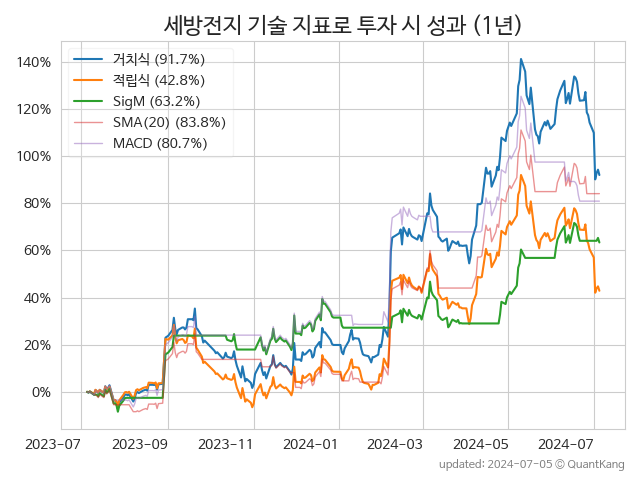 세방전지 기술 지표로 투자 시 성과 (1년)
거치식 (91.7%)
적립식 (42.8%)
SigM (63.2%)
SMA(20) (83.8%)
MACD (80.7%)
140%
120%
100%
80%
60%
40%
20%
0%
2023-07
2023-09
2023-11
2024-01
2024-03
2024-05
2024-07
updated: 2024-07-05 © QuantKang